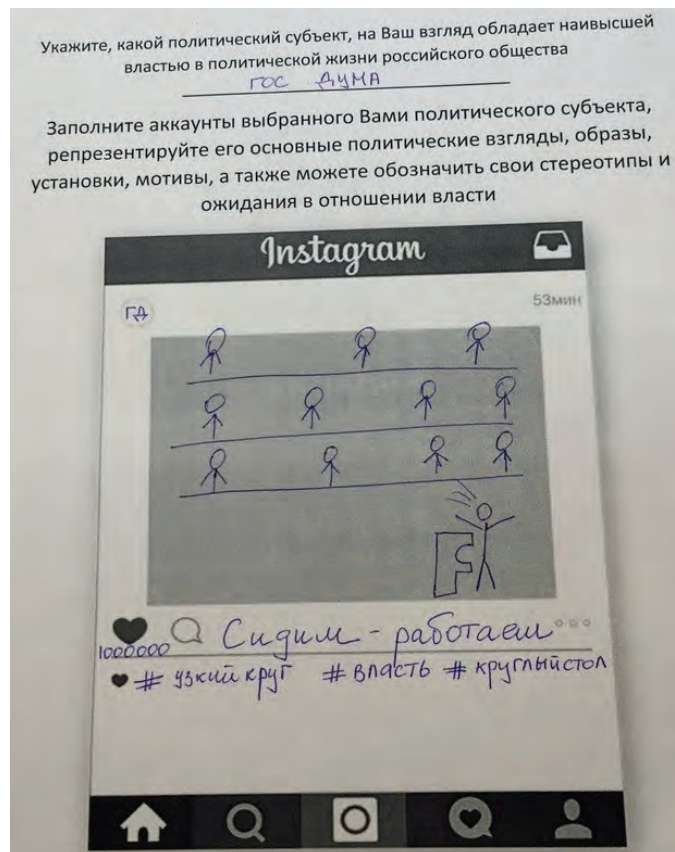 Укажите, какой политический субъект, на Ваш взгляд обладает наивысшей
властью в политической жизни российского общества
ГОС ДУМА
Заполните аккаунты выбранного Вами политического субъекта,
репрезентируйте его основные политические взгляды, образы,
установки, мотивы, а также можете обозначить свои стереотипы и
ожидания в отношении власти
Instagram
ГД
53мин
Сидим - работаем
1000000
# узкий круг # власть # круглыйстол